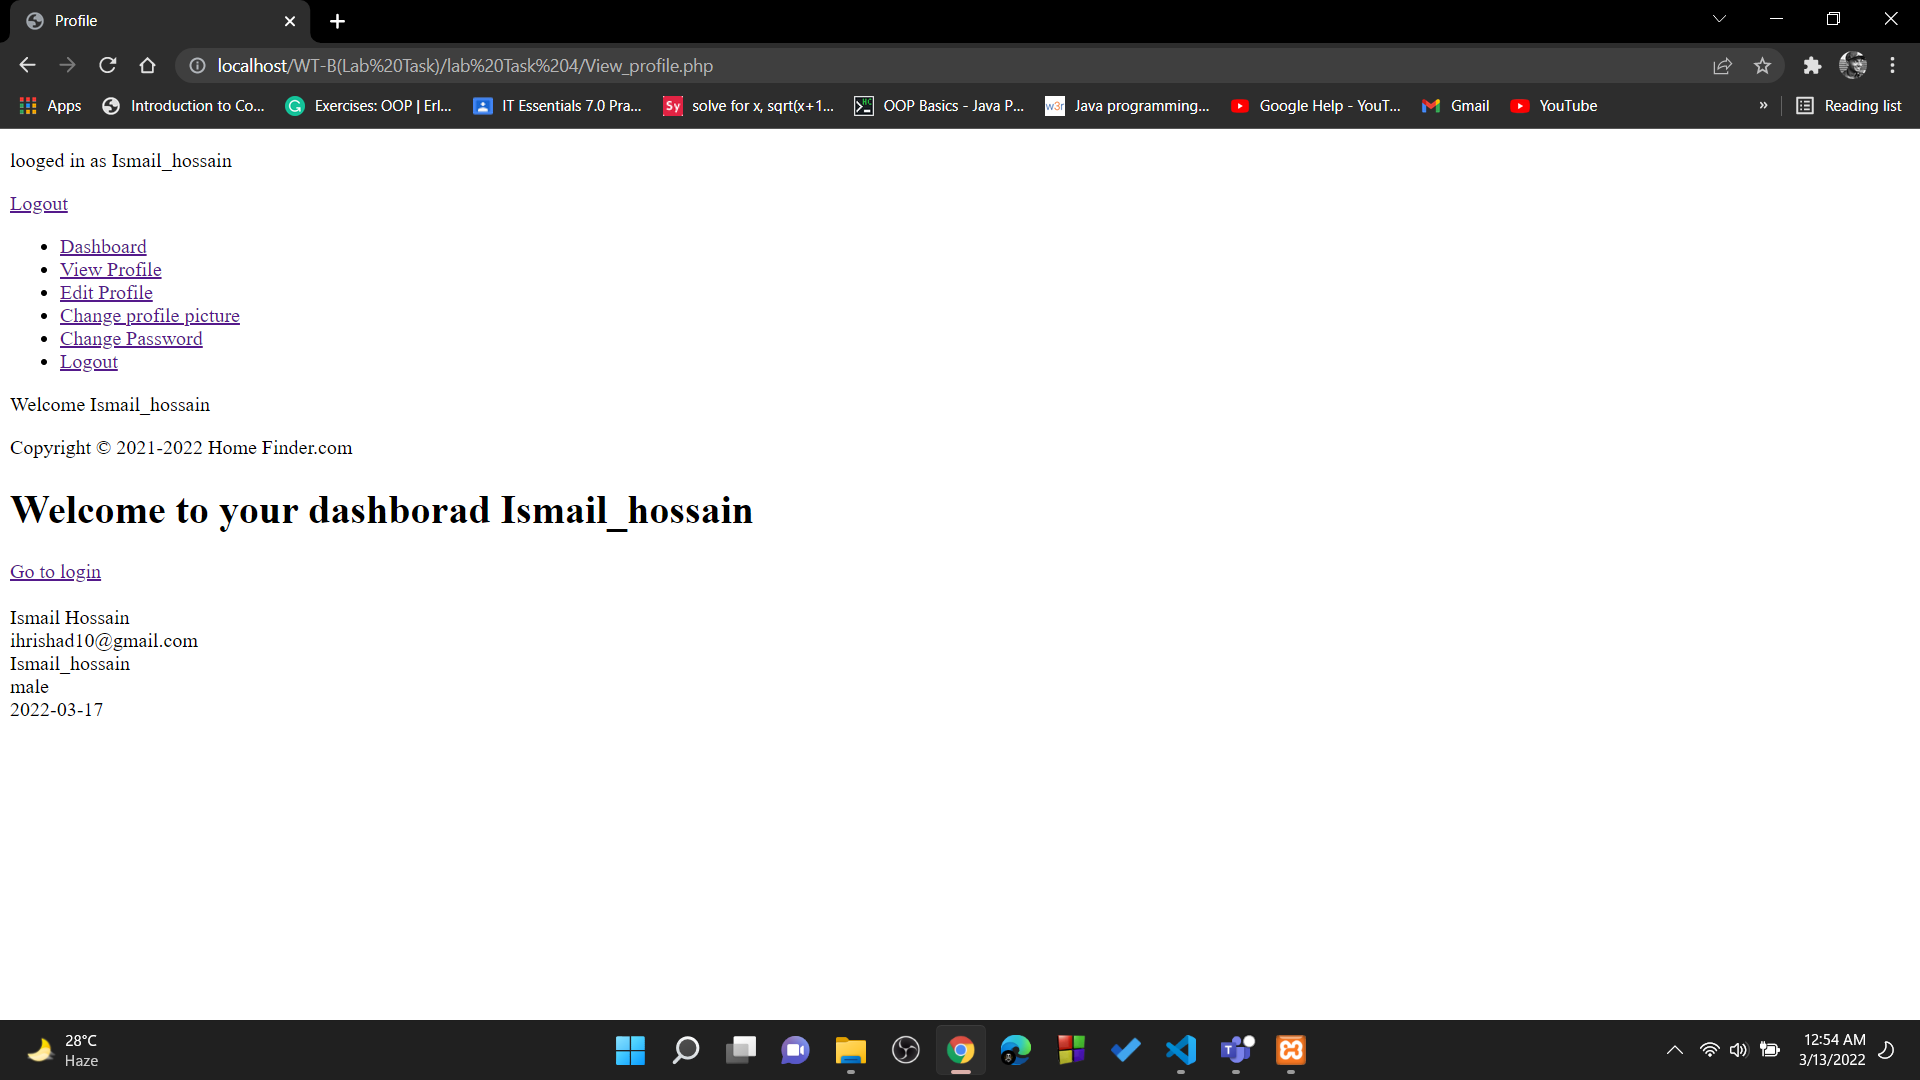 Profile
localhost/WT-B(Lab%20Task)/lab%20Task%204/View_profile.php
Apps
Introduction to Co...
Exercises: OOP | Erl...
IT Essentials 7.0 Pra...
Sy
solve for x, sqrt(x+1...
OOP Basics - Java P...
w3r
Java programming...
Google Help - YouT...
Gmail
YouTube
»
Reading list
looged in as Ismail_hossain
Logout
• Dashboard
• View Profile
• Edit Profile
• Change profile picture
• Change Password
• Logout
Welcome Ismail_hossain
Copyright © 2021-2022 Home Finder.com
Welcome to your dashborad Ismail_hossain
Go to login
Ismail Hossain
ihrishad10@gmail.com
Ismail_hossain
male
2022-03-17
28°C
Haze
12:54 AM
3/13/2022